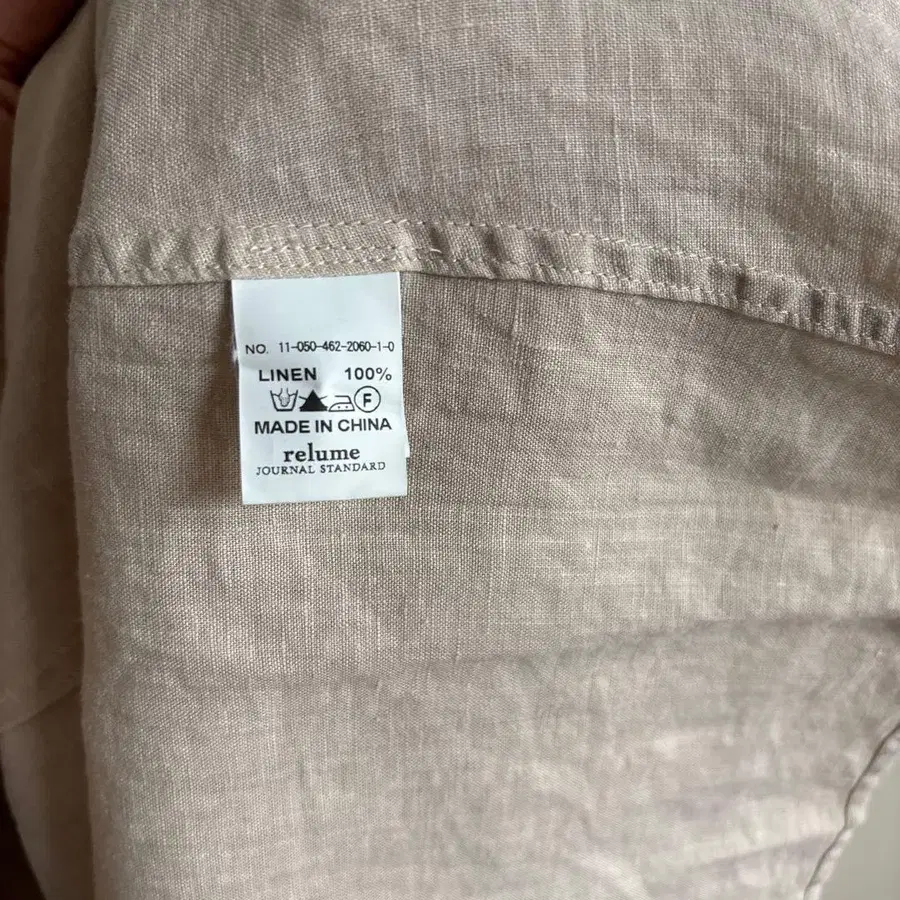 NO. 11-050-462-2060-1-0
LINEN 100%
F
MADE IN CHINA
relume
JOURNAL STANDARD